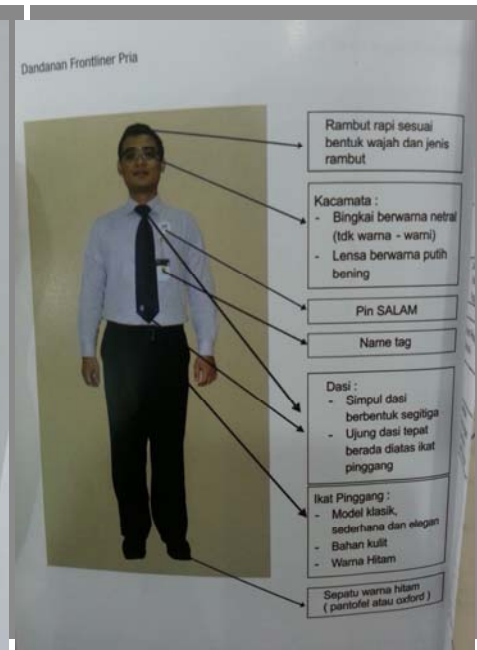 Dandanan Frontliner Pria
Rambut rapi sesuai
bentuk wajah dan jenis
rambut
Kacamata :
- Bingkai berwarna netral
(tdk warna - warni)
- Lensa berwarna putih
bening
Pin SALAM
Name tag
Dasi :
- Simpul dasi
berbentuk segitiga
- Ujung dasi tepat
berada diatas ikat
pinggang
Ikat Pinggang :
- Model klasik,
sederhana dan elegan
- Bahan kulit
- Warna Hitam
Sepatu warna hitam
( pantofel atau oxford )